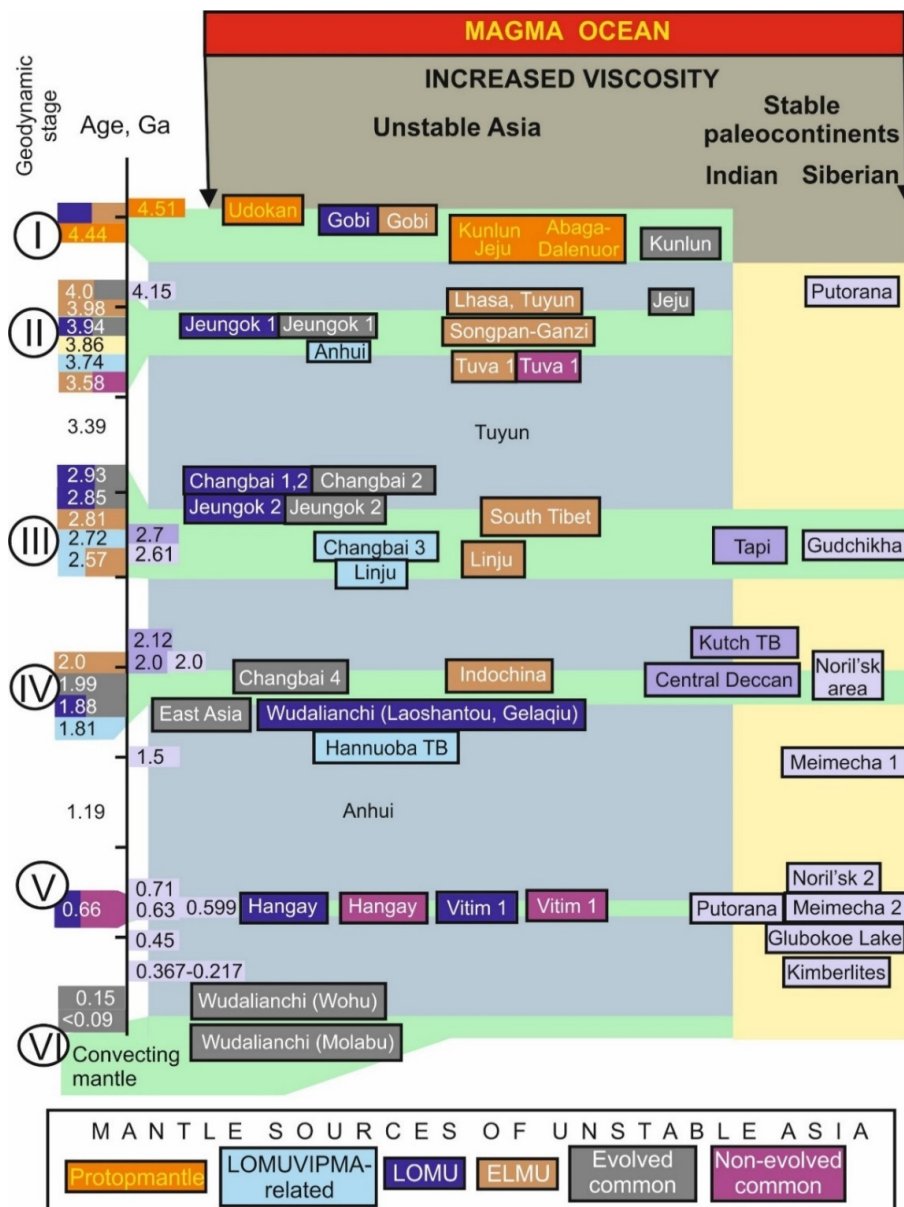 MAGMA OCEAN
INCREASED VISCOSITY
Geodynamic
stage
Age, Ga
Unstable Asia
Stable
paleocontinents
Indian
Siberian
I
4.51
4.44
Udokan
Gobi
Gobi
Kunlun
Jeju
Abaga-
Dalenuor
Kunlun
II
4.0
4.15
3.98
3.94
3.86
3.74
3.58
Lhasa, Tuyun
Jeju
Putorana
Jeungok 1
Jeungok 1
Songpan-Ganzi
Anhui
Tuva 1
Tuva 1
3.39
Tuyun
III
2.93
2.85
2.81
2.72
2.57
2.7
2.61
Changbai 1,2
Changbai 2
Jeungok 2
Jeungok 2
South Tibet
Changbai 3
Linju
Linju
Tapi
Gudchikha
IV
2.12
2.0
2.0
2.0
1.99
1.88
1.81
Kutch TB
Changbai 4
Indochina
Central Deccan
Noril'sk
area
East Asia
Wudalianchi (Laoshantou, Gelaqiu)
Hannuoba TB
1.5
Meimecha 1
1.19
Anhui
V
0.71
0.66
0.63
0.599
Hangay
Hangay
Vitim 1
Vitim 1
Noril'sk 2
Putorana
Meimecha 2
0.45
Glubokoe Lake
0.367-0.217
Kimberlites
0.15
<0.09
Wudalianchi (Wohu)
VI
Wudalianchi (Molabu)
Convecting
mantle
MANTLE SOURCES OF UNSTABLE ASIA
Protopmantle
LOMUVIPMA-
related
LOMU
ELMU
Evolved
common
Non-evolved
common